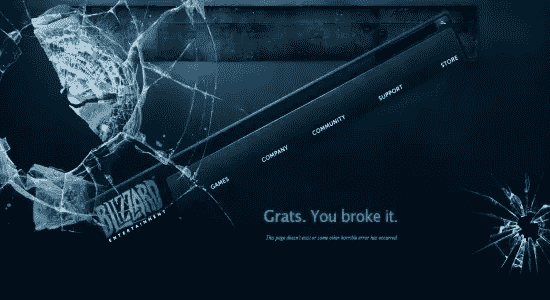 STORE
SUPPORT
COMMUNITY
COMPANY
GAMES
BLIZZARD
ENTERTAINMENT
Grats. You broke it.
This page doesn't exist or some other horrible error has occurred.